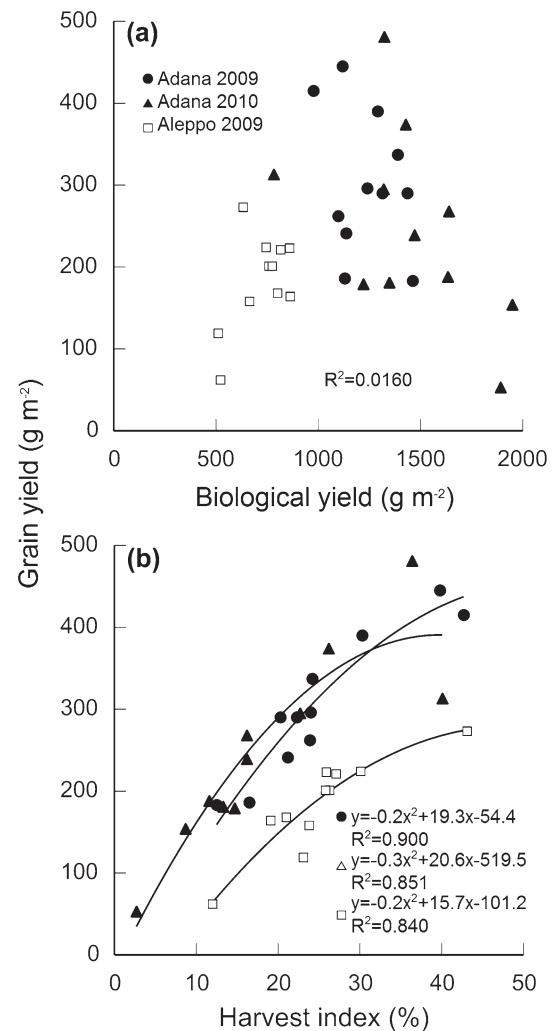 (a)
500
400
300
200
100
0
Adana 2009
Adana 2010
Aleppo 2009
R²=0.0160
0 500 1000 1500 2000
Biological yield (g m⁻²)
Grain yield (g m⁻²)
(b)
500
400
300
200
100
0
y=-0.2x²+19.3x-54.4
R²=0.900
y=-0.3x²+20.6x-519.5
R²=0.851
y=-0.2x²+15.7x-101.2
R²=0.840
0 10 20 30 40 50
Harvest index (%)